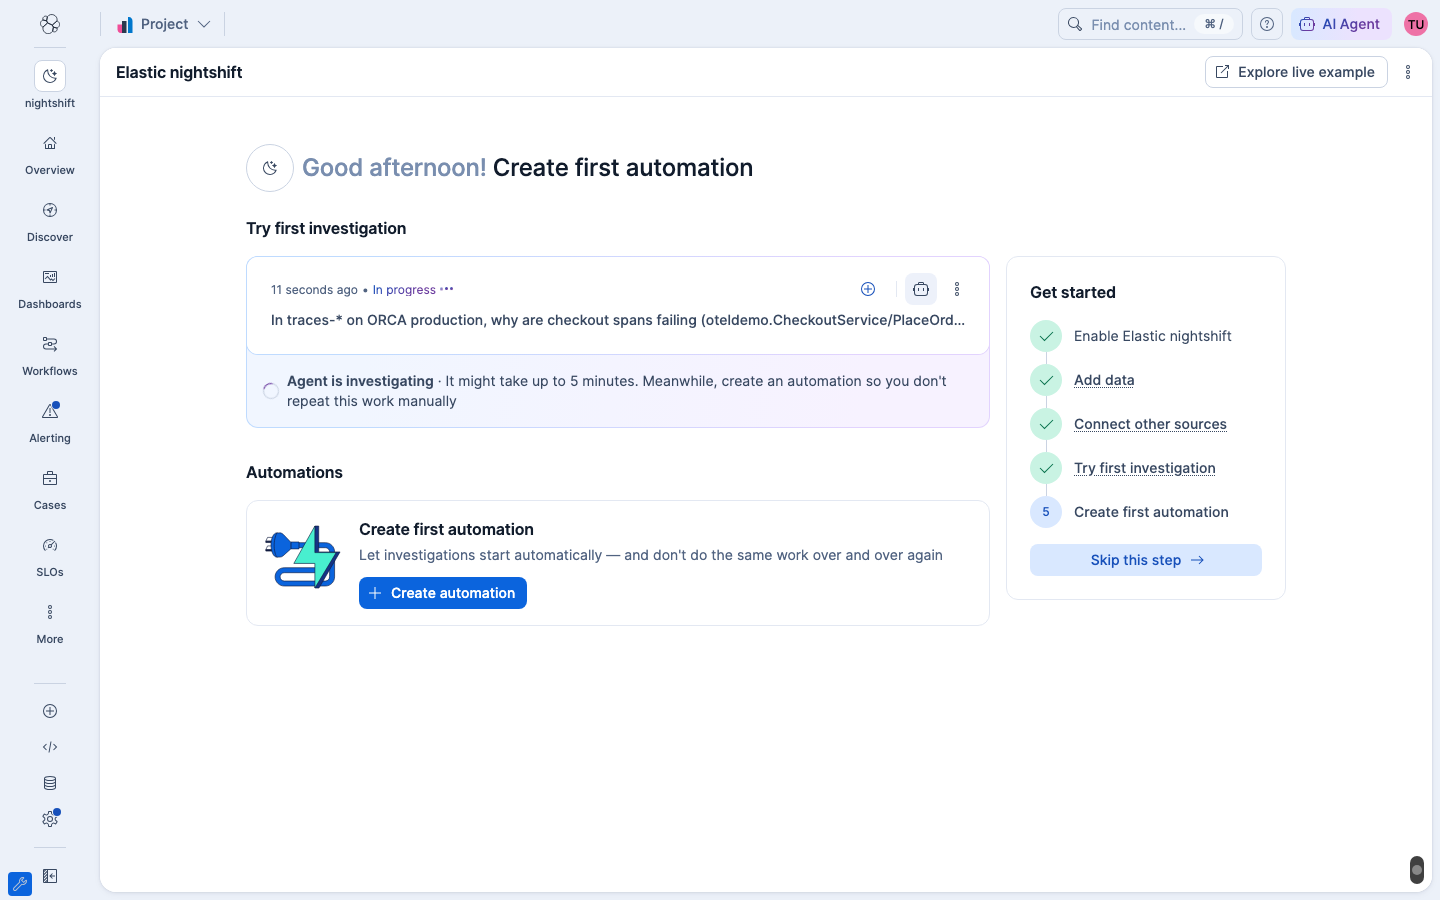 Project
Find content...
⌘ /
AI Agent
TU
nightshift
Overview
Discover
Dashboards
Workflows
Alerting
Cases
SLOs
More
Elastic nightshift
Explore live example
Good afternoon! Create first automation
Try first investigation
11 seconds ago • In progress
In traces-* on ORCA production, why are checkout spans failing (oteldemo.CheckoutService/PlaceOrd...
Agent is investigating · It might take up to 5 minutes. Meanwhile, create an automation so you don't
repeat this work manually
Automations
Create first automation
Let investigations start automatically — and don't do the same work over and over again
Create automation
Get started
Enable Elastic nightshift
Add data
Connect other sources
Try first investigation
5 Create first automation
Skip this step